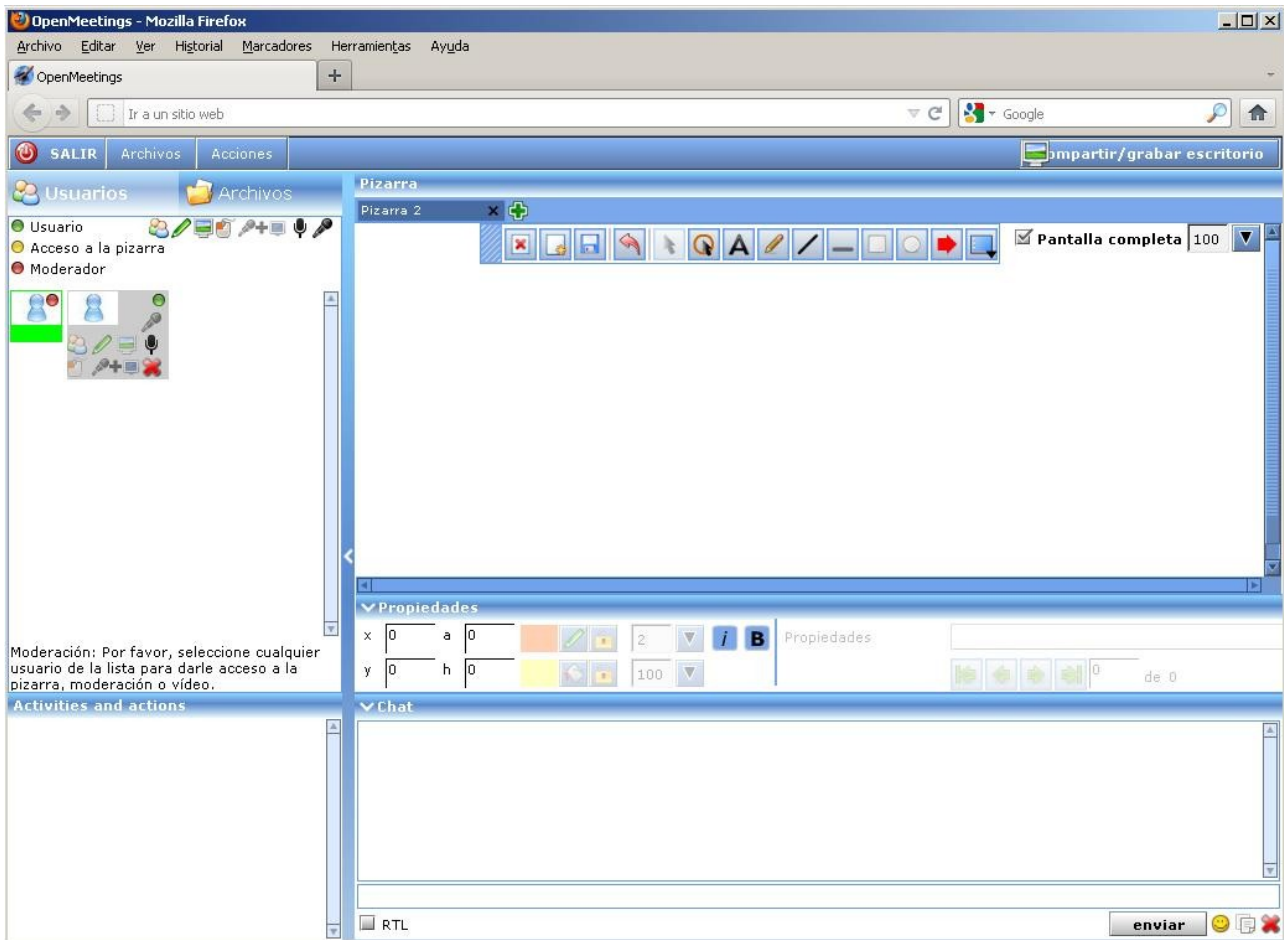 OpenMeetings - Mozilla Firefox
Archivo Editar Ver Historial Marcadores Herramientas Ayuda
OpenMeetings
Ir a un sitio web
Google
SALIR Archivos Acciones
ompartir/grabar escritorio
Usuarios Archivos
Pizarra
Pizarra 2
Usuario
Acceso a la pizarra
Moderador
A
Pantalla completa 100
Moderación: Por favor, seleccione cualquier
usuario de la lista para darle acceso a la
pizarra, moderación o vídeo.
Propiedades
x 0 a 0 2 i B Propiedades
y 0 h 0 100 0 de 0
Activities and actions
Chat
RTL
enviar